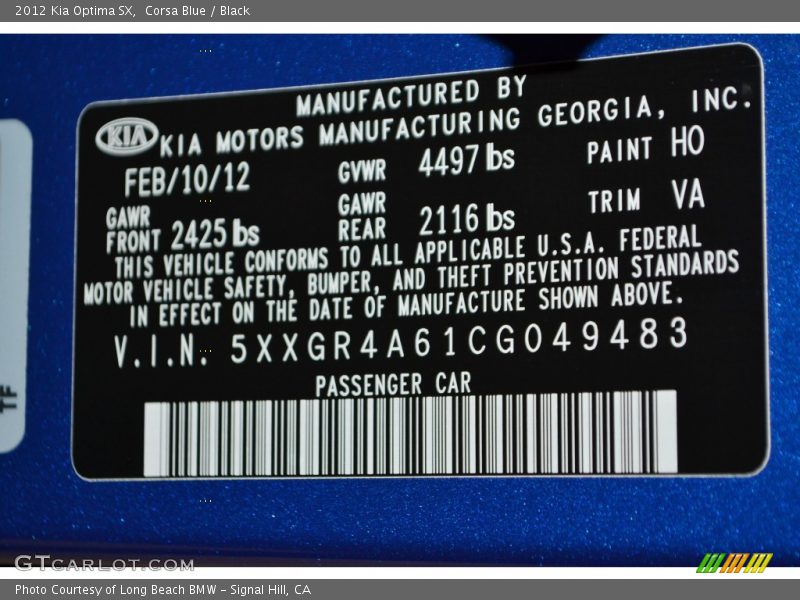 2012 Kia Optima SX, Corsa Blue / Black
MANUFACTURED BY
KIA KIA MOTORS MANUFACTURING GEORGIA, INC.
FEB/10/12 GVWR 4497 lbs PAINT HO
GAWR FRONT 2425 lbs GAWR REAR 2116 lbs TRIM VA
THIS VEHICLE CONFORMS TO ALL APPLICABLE U.S.A. FEDERAL
MOTOR VEHICLE SAFETY, BUMPER, AND THEFT PREVENTION STANDARDS
IN EFFECT ON THE DATE OF MANUFACTURE SHOWN ABOVE.
V.I.N. 5XXGR4A61CG049483
PASSENGER CAR
TF
GTCARLOT.COM
Photo Courtesy of Long Beach BMW - Signal Hill, CA